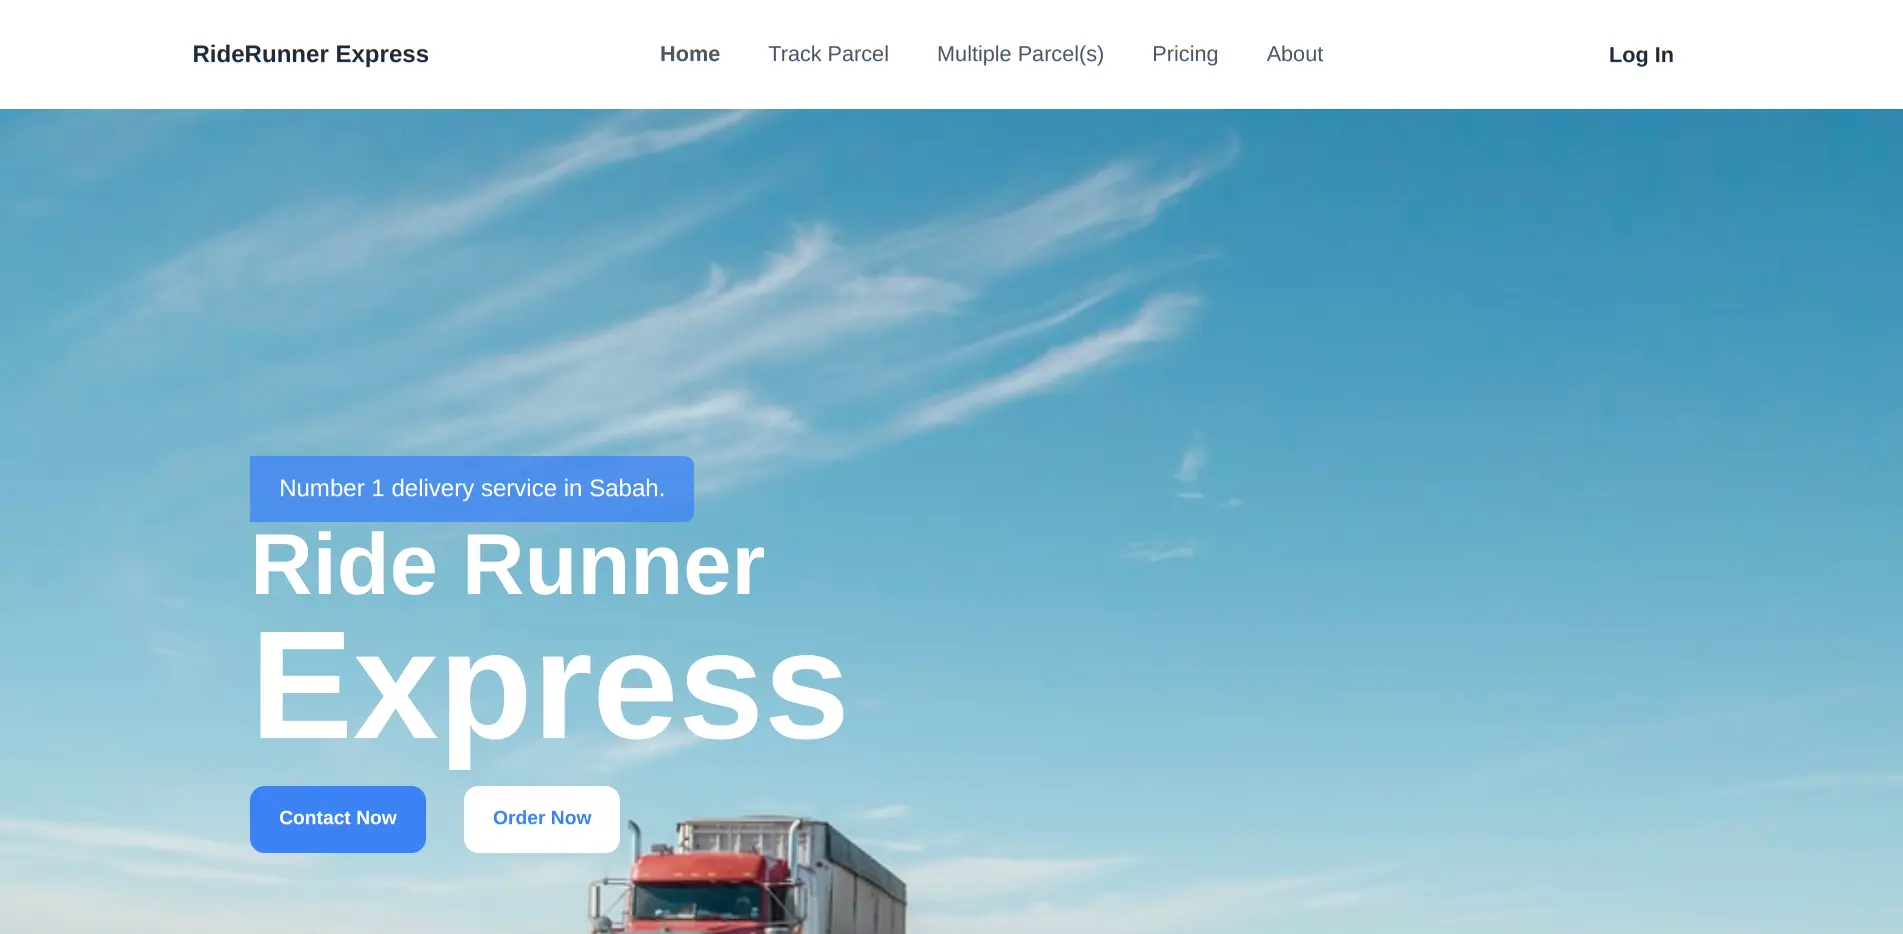 RideRunner Express
Home Track Parcel Multiple Parcel(s) Pricing About
Log In
Number 1 delivery service in Sabah.
Ride Runner
Express
Contact Now
Order Now